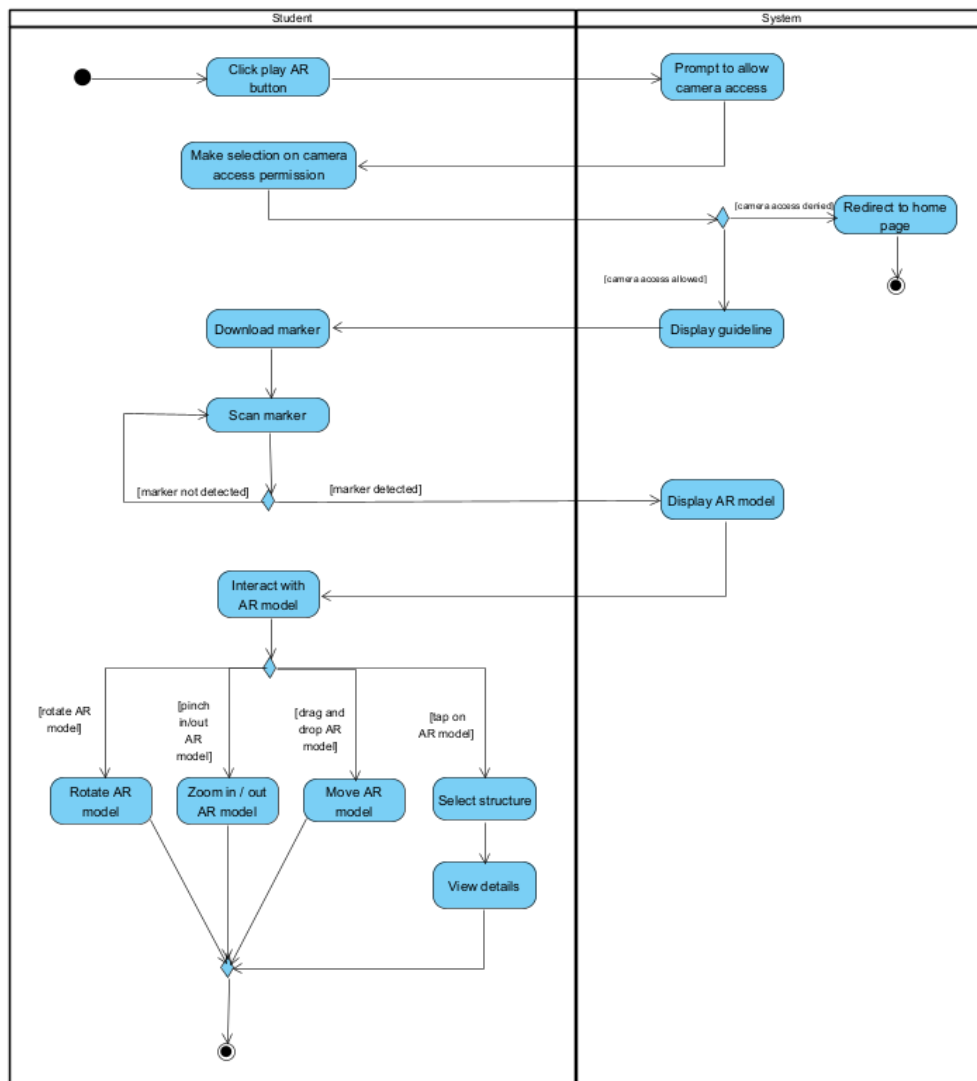 Student
System
Click play AR
button
Prompt to allow
camera access
Make selection on camera
access permission
[camera access denied]
Redirect to home
page
[camera access allowed]
Download marker
Display guideline
Scan marker
[marker not detected]
[marker detected]
Display AR model
Interact with
AR model
[rotate AR
model]
[pinch
in/out
AR
model]
[drag and
drop AR
model]
[tap on
AR model]
Rotate AR
model
Zoom in / out
AR model
Move AR
model
Select structure
View details